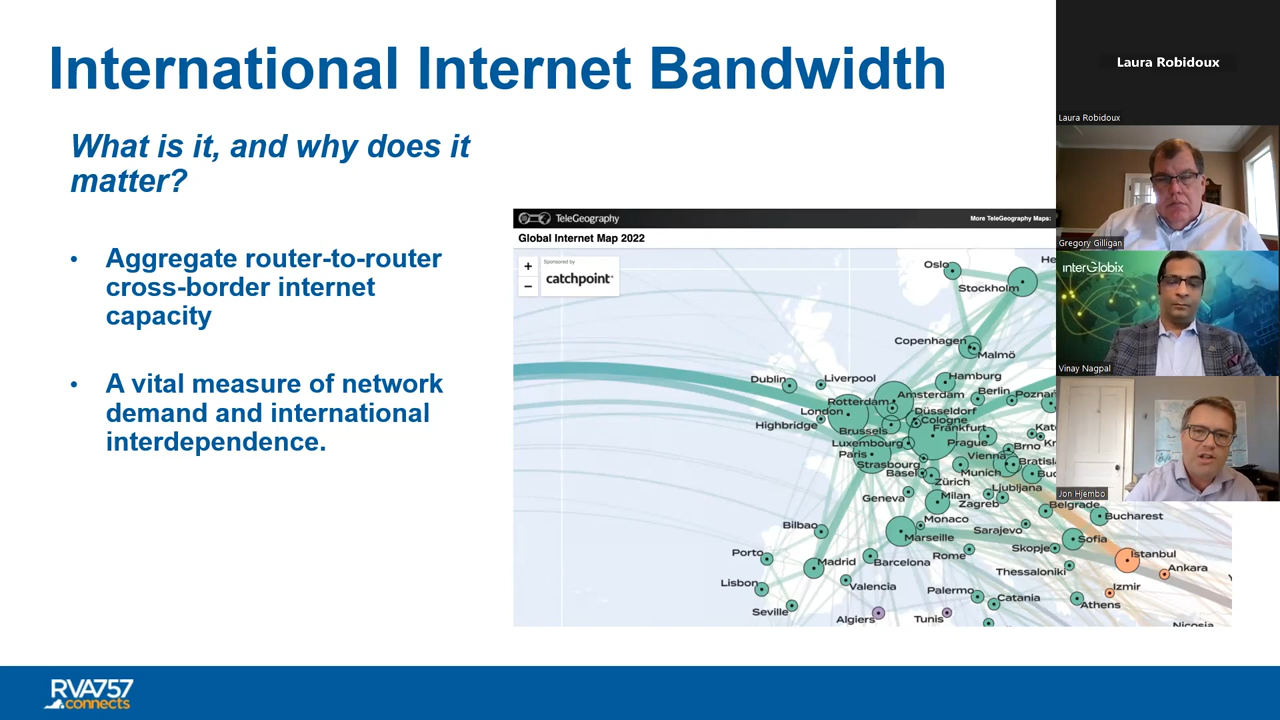 International Internet Bandwidth
What is it, and why does it
matter?
• Aggregate router-to-router
cross-border internet
capacity
• A vital measure of network
demand and international
interdependence.
TeleGeography
More TeleGeography Maps:
Global Internet Map 2022
+
−
Sponsored by
catchpoint
Oslo
He
Stockholm
Copenhagen
Malmö
Dublin
Liverpool
Hamburg
Berlin
Poznań
Rotterdam
Amsterdam
London
Düsseldorf
Highbridge
Cologne
Brussels
Frankfurt
Kat
Luxembourg
Prague
Brno
Kr
Paris
Vienna
Strasbourg
Munich
Bratisla
Basel
Buc
Zürich
Geneva
Milan
Ljubljana
Zagreb
Belgrade
Monaco
Bucharest
Bilbao
Marseille
Sarajevo
Sofia
Porto
Rome
Skopje
Istanbul
Madrid
Barcelona
Thessaloniki
Ankara
Lisbon
Valencia
Palermo
Izmir
Seville
Catania
Athens
Algiers
Tunis
Nicosia
Laura Robidoux
Laura Robidoux
Gregory Gilligan
interGlobix
Vinay Nagpal
Jon Hjembo
RVA757
connects